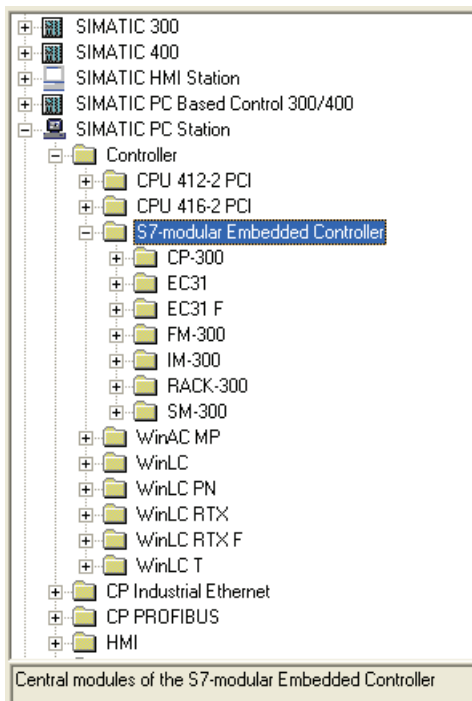 SIMATIC 300
SIMATIC 400
SIMATIC HMI Station
SIMATIC PC Based Control 300/400
SIMATIC PC Station
Controller
CPU 412-2 PCI
CPU 416-2 PCI
S7-modular Embedded Controller
CP-300
EC31
EC31 F
FM-300
IM-300
RACK-300
SM-300
WinAC MP
WinLC
WinLC PN
WinLC RTX
WinLC RTX F
WinLC T
CP Industrial Ethernet
CP PROFIBUS
HMI
Central modules of the S7-modular Embedded Controller